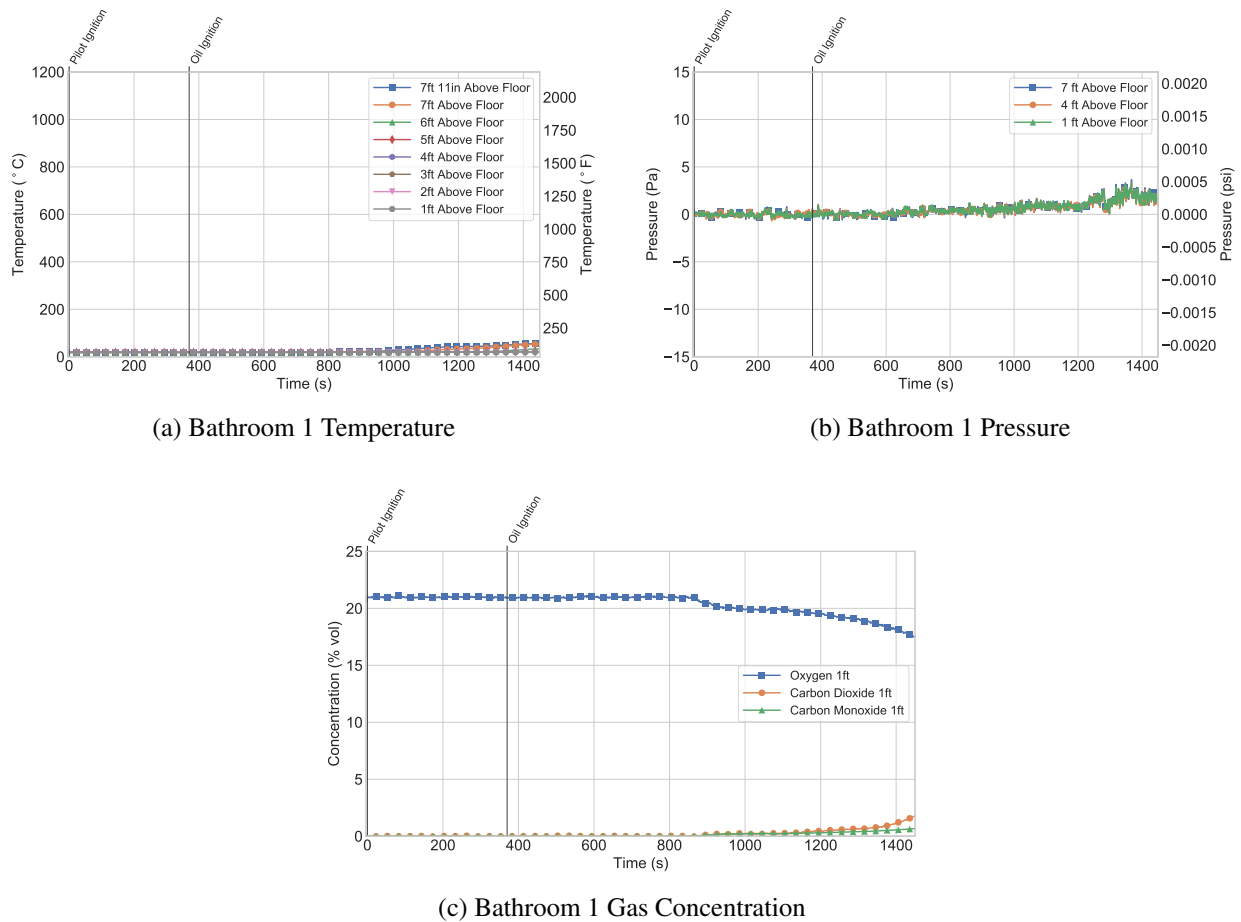 Pilot Ignition
Oil Ignition
1200
1000
800
600
400
200
0
Temperature (°C)
2000
1750
1500
1250
1000
750
500
250
Temperature (°F)
7ft 11in Above Floor
7ft Above Floor
6ft Above Floor
5ft Above Floor
4ft Above Floor
3ft Above Floor
2ft Above Floor
1ft Above Floor
0 200 400 600 800 1000 1200 1400
Time (s)
(a) Bathroom 1 Temperature
Pilot Ignition
Oil Ignition
15
10
5
0
−5
−10
−15
Pressure (Pa)
0.0020
0.0015
0.0010
0.0005
0.0000
−0.0005
−0.0010
−0.0015
−0.0020
Pressure (psi)
7 ft Above Floor
4 ft Above Floor
1 ft Above Floor
0 200 400 600 800 1000 1200 1400
Time (s)
(b) Bathroom 1 Pressure
Pilot Ignition
Oil Ignition
25
20
15
10
5
0
Concentration (% vol)
Oxygen 1ft
Carbon Dioxide 1ft
Carbon Monoxide 1ft
0 200 400 600 800 1000 1200 1400
Time (s)
(c) Bathroom 1 Gas Concentration